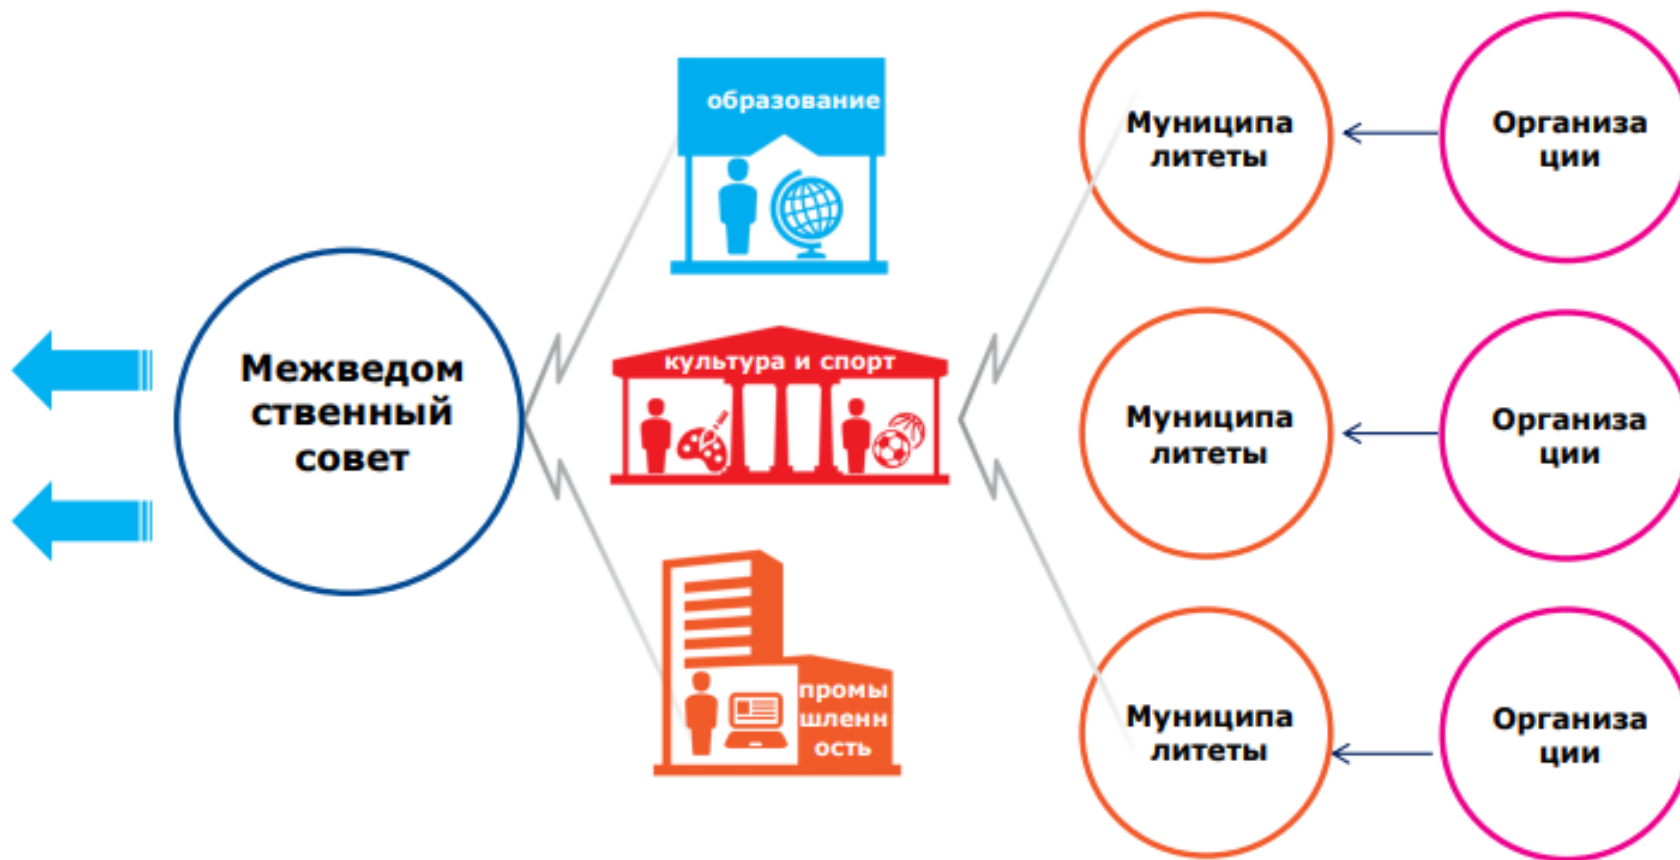 образование
Муниципа
литеты
Организа
ции
Межведом
ственный
совет
культура и спорт
Муниципа
литеты
Организа
ции
промы
шленн
ость
Муниципа
литеты
Организа
ции